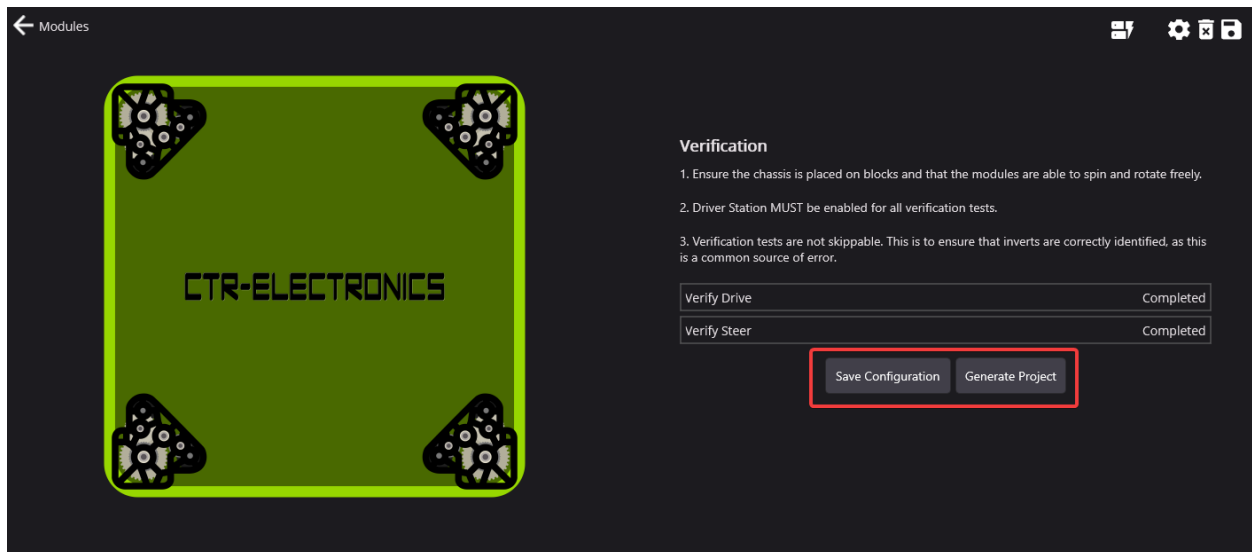 Modules
CTR-ELECTRONICS
Verification
1. Ensure the chassis is placed on blocks and that the modules are able to spin and rotate freely.
2. Driver Station MUST be enabled for all verification tests.
3. Verification tests are not skippable. This is to ensure that inverts are correctly identified, as this
is a common source of error.
Verify Drive Completed
Verify Steer Completed
Save Configuration Generate Project